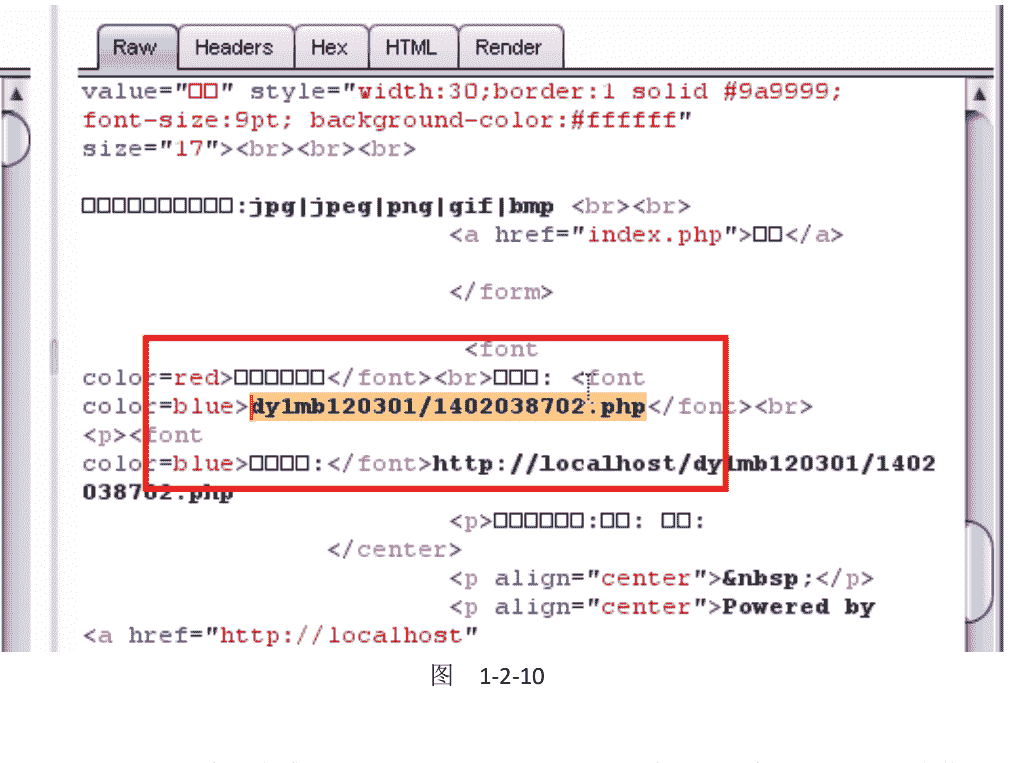 Raw Headers Hex HTML Render
value="□□" style="width:30;border:1 solid #9a9999;
font-size:9pt; background-color:#ffffff"
size="17"><br><br><br>
□□□□□□□□□□:jpg|jpeg|png|gif|bmp <br><br>
<a href="index.php">□□</a>
</form>
<font
color=red>□□□□□□</font><br>□□□: <font
color=blue>dy1mb120301/1402038702.php</font><br>
<p><font
color=blue>□□□□:</font>http://localhost/dy1mb120301/1402
038702.php
<p>□□□□□□:□□: □□:
</center>
<p align="center">&nbsp;</p>
<p align="center">Powered by
<a href="http://localhost"
图 1-2-10